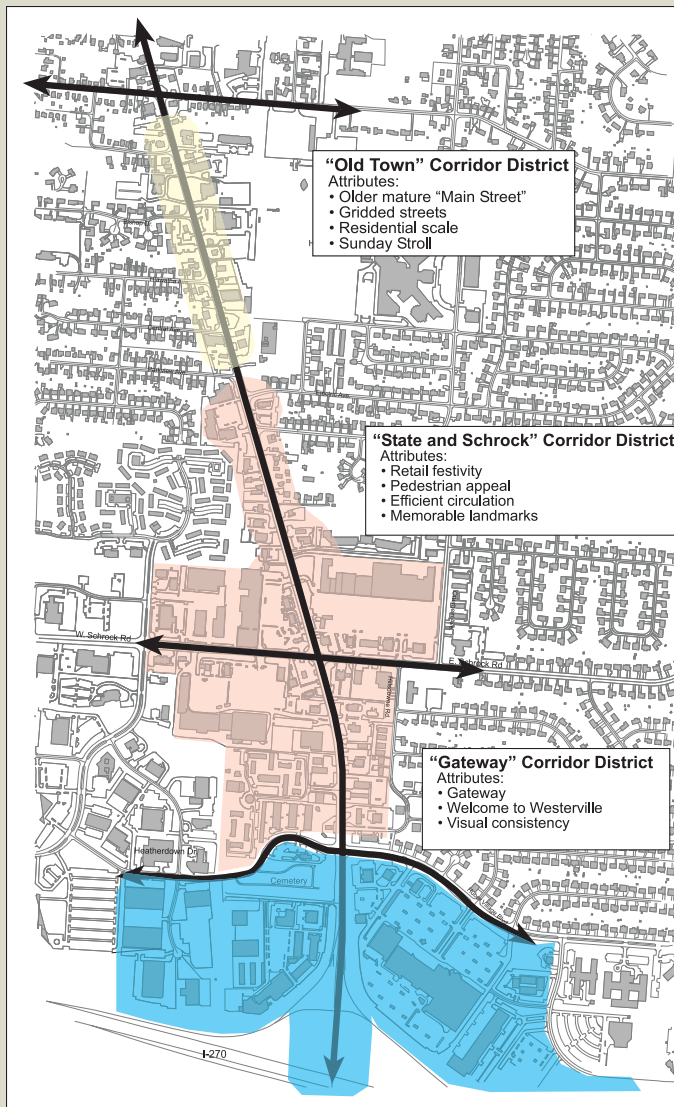 “Old Town” Corridor District
Attributes:
• Older mature “Main Street”
• Gridded streets
• Residential scale
• Sunday Stroll
“State and Schrock” Corridor District
Attributes:
• Retail festivity
• Pedestrian appeal
• Efficient circulation
• Memorable landmarks
W. Schrock Rd
“Gateway” Corridor District
Attributes:
• Gateway
• Welcome to Westerville
• Visual consistency
Heatherdown Dr
Cemetery
I-270